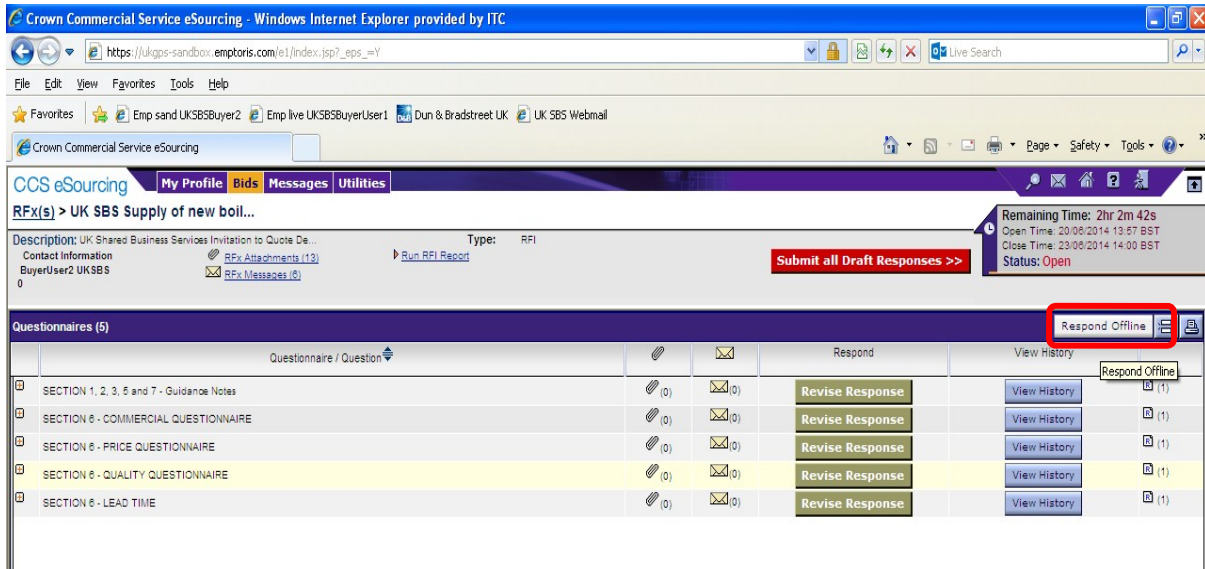 Crown Commercial Service eSourcing - Windows Internet Explorer provided by ITC
https://ukgps-sandbox.emptoris.com/e1/index.jsp?_eps_=Y
Live Search
File Edit View Favorites Tools Help
Favorites Emp sand UKSBSBuyer2 Emp live UKSBSBuyerUser1 Dun & Bradstreet UK UK SBS Webmail
Crown Commercial Service eSourcing
Page Safety Tools
CCS eSourcing My Profile Bids Messages Utilities
RFx(s) > UK SBS Supply of new boil...
Remaining Time: 2hr 2m 42s
Open Time: 20/06/2014 13:57 BST
Close Time: 23/06/2014 14:00 BST
Status: Open
Description: UK Shared Business Services Invitation to Quote De... Type: RFI
Contact Information RFx Attachments (13) Run RFI Report
BuyerUser2 UKSBS RFx Messages (6)
0
Submit all Draft Responses >>
Questionnaires (5) Respond Offline
Questionnaire / Question Respond View History
Respond Offline
SECTION 1, 2, 3, 5 and 7 - Guidance Notes (0) (0) Revise Response View History R (1)
SECTION 6 - COMMERCIAL QUESTIONNAIRE (0) (0) Revise Response View History R (1)
SECTION 6 - PRICE QUESTIONNAIRE (0) (0) Revise Response View History R (1)
SECTION 6 - QUALITY QUESTIONNAIRE (0) (0) Revise Response View History R (1)
SECTION 6 - LEAD TIME (0) (0) Revise Response View History R (1)